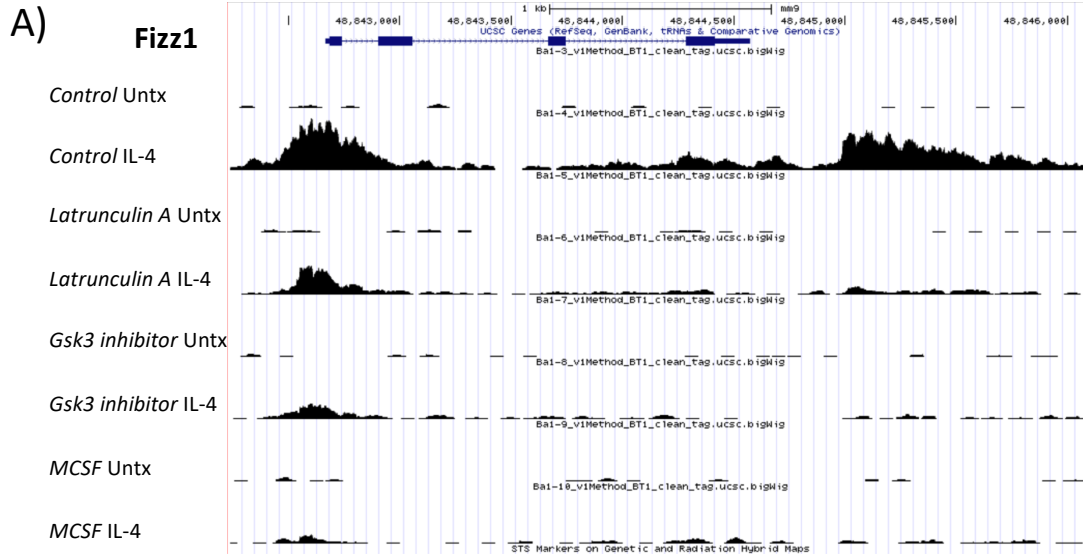 A)
Fizz1
1 kb mm9
48,843,000 48,843,500 48,844,000 48,844,500 48,845,000 48,845,500 48,846,000
UCSC Genes (RefSeq, GenBank, tRNAs & Comparative Genomics)
Ba1-3_v1Method_BT1_clean_tag.ucsc.bigWig
Control Untx
Ba1-4_v1Method_BT1_clean_tag.ucsc.bigWig
Control IL-4
Ba1-5_v1Method_BT1_clean_tag.ucsc.bigWig
Latrunculin A Untx
Ba1-6_v1Method_BT1_clean_tag.ucsc.bigWig
Latrunculin A IL-4
Ba1-7_v1Method_BT1_clean_tag.ucsc.bigWig
Gsk3 inhibitor Untx
Ba1-8_v1Method_BT1_clean_tag.ucsc.bigWig
Gsk3 inhibitor IL-4
Ba1-9_v1Method_BT1_clean_tag.ucsc.bigWig
MCSF Untx
Ba1-10_v1Method_BT1_clean_tag.ucsc.bigWig
MCSF IL-4
STS Markers on Genetic and Radiation Hybrid Maps